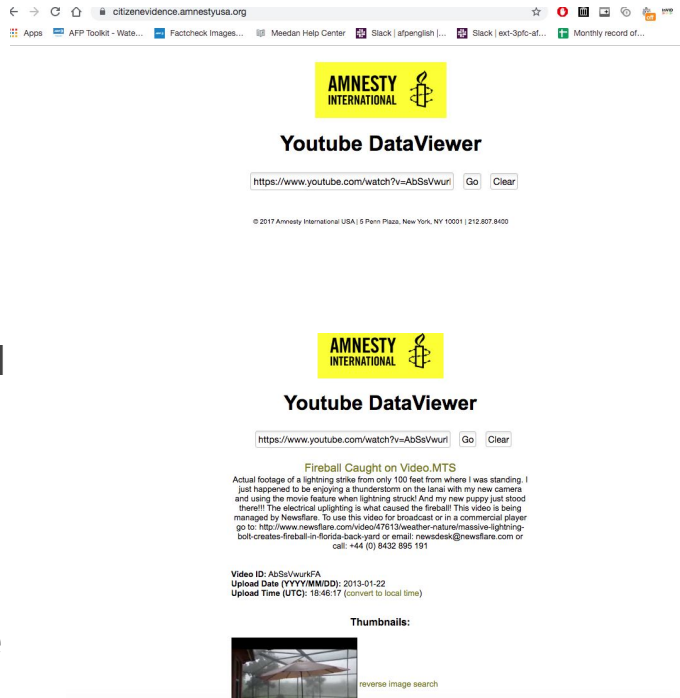 citizenevidence.amnestyusa.org
Apps AFP Toolkit - Wate... Factcheck Images... Meedan Help Center Slack | afpenglish |... Slack | ext-3pfc-af... Monthly record of...
AMNESTY
INTERNATIONAL
Youtube DataViewer
https://www.youtube.com/watch?v=AbSsVwurl Go Clear
© 2017 Amnesty International USA | 5 Penn Plaza, New York, NY 10001 | 212.807.8400
AMNESTY
INTERNATIONAL
Youtube DataViewer
https://www.youtube.com/watch?v=AbSsVwurl Go Clear
Fireball Caught on Video.MTS
Actual footage of a lightning strike from only 100 feet from where I was standing. I
just happened to be enjoying a thunderstorm on the lanai with my new camera
and using the movie feature when lightning struck! And my new puppy just stood
there!!! The electrical uplighting is what caused the fireball! This video is being
managed by Newsflare. To use this video for broadcast or in a commercial player
go to: http://www.newsflare.com/video/47613/weather-nature/massive-lightning-
bolt-creates-fireball-in-florida-back-yard or email: newsdesk@newsflare.com or
call: +44 (0) 8432 895 191
Video ID: AbSsVwurkFA
Upload Date (YYYY/MM/DD): 2013-01-22
Upload Time (UTC): 18:46:17 (convert to local time)
Thumbnails:
reverse image search